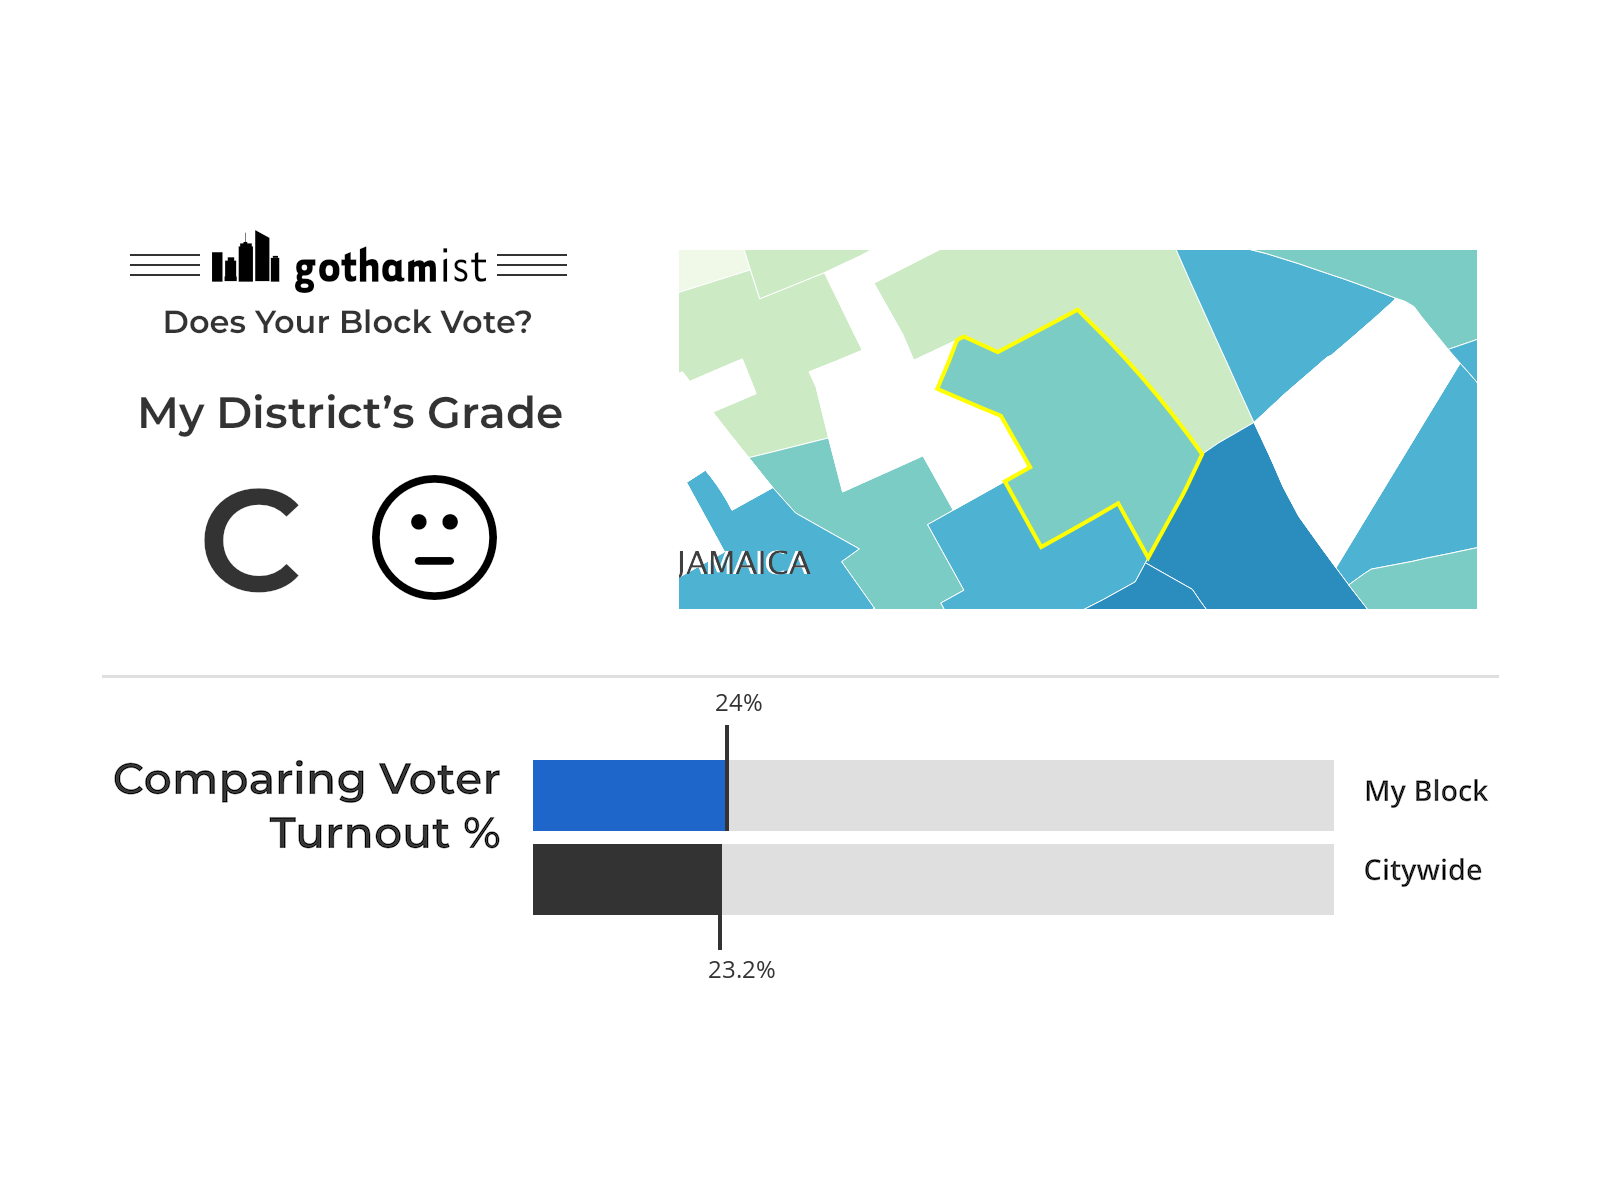 gothamist
Does Your Block Vote?
My District’s Grade
C
JAMAICA
24%
Comparing Voter
Turnout %
My Block
Citywide
23.2%